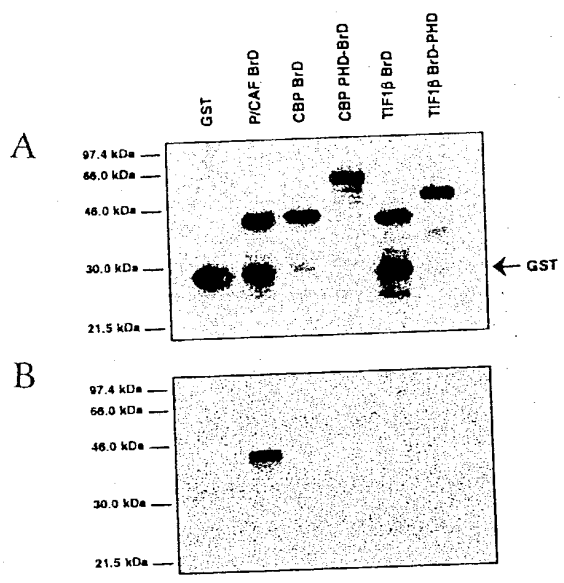 GST
P/CAF BrD
CBP BrD
CBP PHD-BrD
TIF1β BrD
TIF1β BrD-PHD
A
97.4 kDa
66.0 kDa
46.0 kDa
30.0 kDa
21.5 kDa
GST
B
97.4 kDa
66.0 kDa
46.0 kDa
30.0 kDa
21.5 kDa